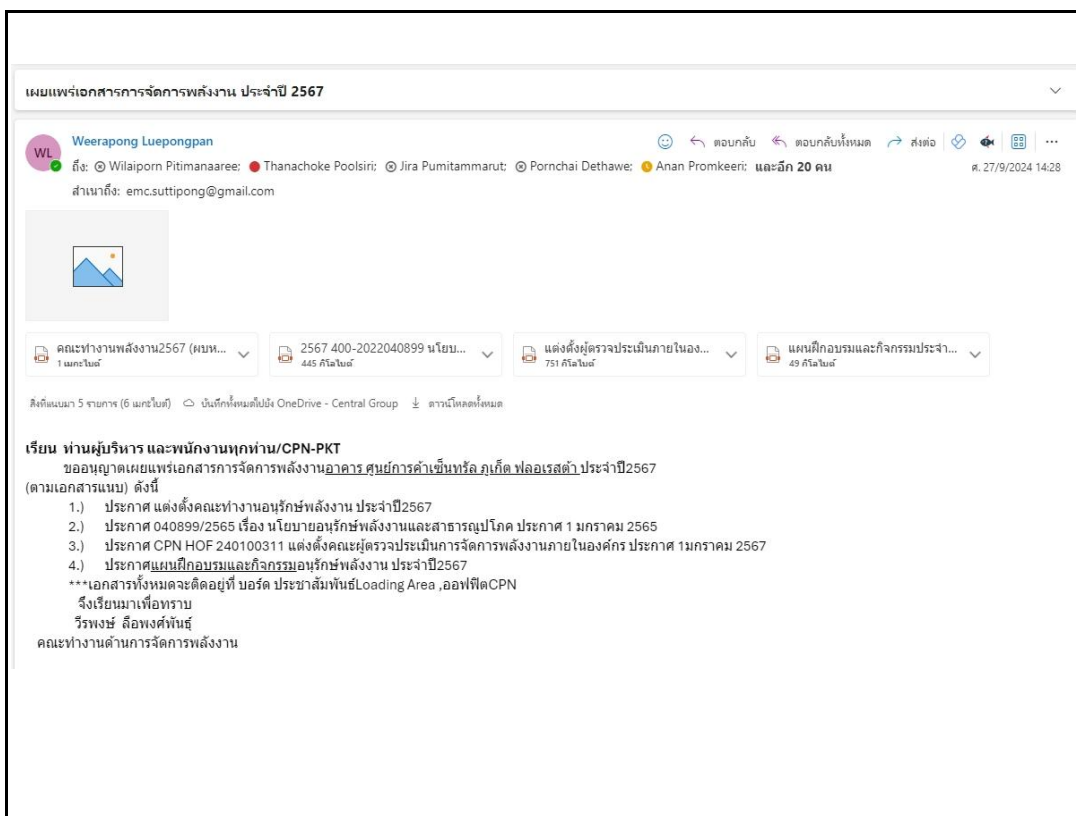 เผยแพร่เอกสารการจัดการพลังงาน ประจำปี 2567
WL
Weerapong Luepongpan
ตอบกลับ ตอบกลับทั้งหมด ส่งต่อ
ถึง: Wilaiporn Pitimanaaree; Thanachoke Poolsiri; Jira Pumitammarut; Pornchai Dethawe; Anan Promkeeri; และอีก 20 คน
ศ. 27/9/2024 14:28
สำเนาถึง: emc.suttipong@gmail.com
คณะทำงานพลังงาน2567 (ผบห...
1 เมกะไบต์
2567 400-2022040899 นโยบ...
445 กิโลไบต์
แต่งตั้งผู้ตรวจประเมินภายในอง...
751 กิโลไบต์
แผนฝึกอบรมและกิจกรรมประจำ...
49 กิโลไบต์
สิ่งที่แนบมา 5 รายการ (6 เมกะไบต์) บันทึกทั้งหมดไปยัง OneDrive - Central Group ดาวน์โหลดทั้งหมด
เรียน ท่านผู้บริหาร และพนักงานทุกท่าน/CPN-PKT
ขออนุญาตเผยแพร่เอกสารการจัดการพลังงานอาคาร ศูนย์การค้าเซ็นทรัล ภูเก็ต ฟลอเรสต้า ประจำปี2567
(ตามเอกสารแนบ) ดังนี้
1.) ประกาศ แต่งตั้งคณะทำงานอนุรักษ์พลังงาน ประจำปี2567
2.) ประกาศ 040899/2565 เรื่อง นโยบายอนุรักษ์พลังงานและสาธารณูปโภค ประกาศ 1 มกราคม 2565
3.) ประกาศ CPN HOF 240100311 แต่งตั้งคณะผู้ตรวจประเมินการจัดการพลังงานภายในองค์กร ประกาศ 1มกราคม 2567
4.) ประกาศแผนฝึกอบรมและกิจกรรมอนุรักษ์พลังงาน ประจำปี2567
***เอกสารทั้งหมดจะติดอยู่ที่ บอร์ด ประชาสัมพันธ์Loading Area ,ออฟฟิตCPN
จึงเรียนมาเพื่อทราบ
วีรพงษ์ ลือพงศ์พันธุ์
คณะทำงานด้านการจัดการพลังงาน